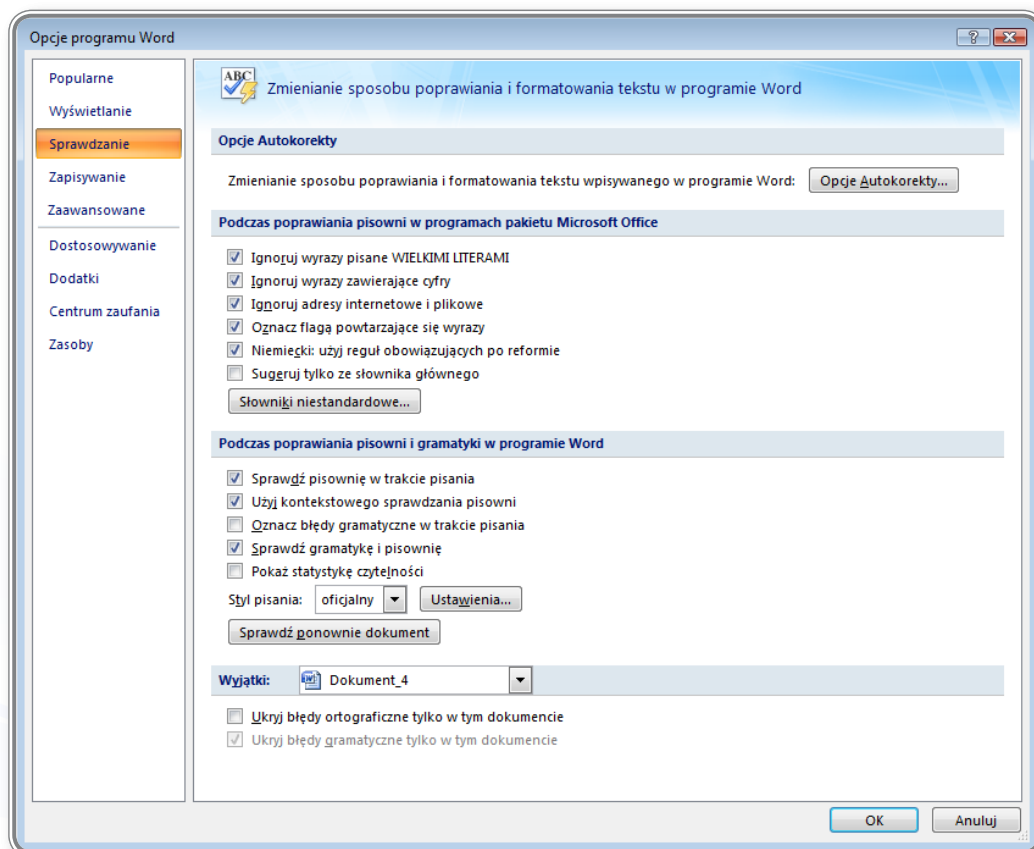 Opcje programu Word
Popularne
Wyświetlanie
Sprawdzanie
Zapisywanie
Zaawansowane
Dostosowywanie
Dodatki
Centrum zaufania
Zasoby
ABC
Zmienianie sposobu poprawiania i formatowania tekstu w programie Word
Opcje Autokorekty
Zmienianie sposobu poprawiania i formatowania tekstu wpisywanego w programie Word: Opcje Autokorekty...
Podczas poprawiania pisowni w programach pakietu Microsoft Office
Ignoruj wyrazy pisane WIELKIMI LITERAMI
Ignoruj wyrazy zawierające cyfry
Ignoruj adresy internetowe i plikowe
Oznacz flagą powtarzające się wyrazy
Niemiecki: użyj reguł obowiązujących po reformie
Sugeruj tylko ze słownika głównego
Słowniki niestandardowe...
Podczas poprawiania pisowni i gramatyki w programie Word
Sprawdź pisownię w trakcie pisania
Użyj kontekstowego sprawdzania pisowni
Oznacz błędy gramatyczne w trakcie pisania
Sprawdź gramatykę i pisownię
Pokaż statystykę czytelności
Styl pisania: oficjalny Ustawienia...
Sprawdź ponownie dokument
Wyjątki: Dokument_4
Ukryj błędy ortograficzne tylko w tym dokumencie
Ukryj błędy gramatyczne tylko w tym dokumencie
OK Anuluj